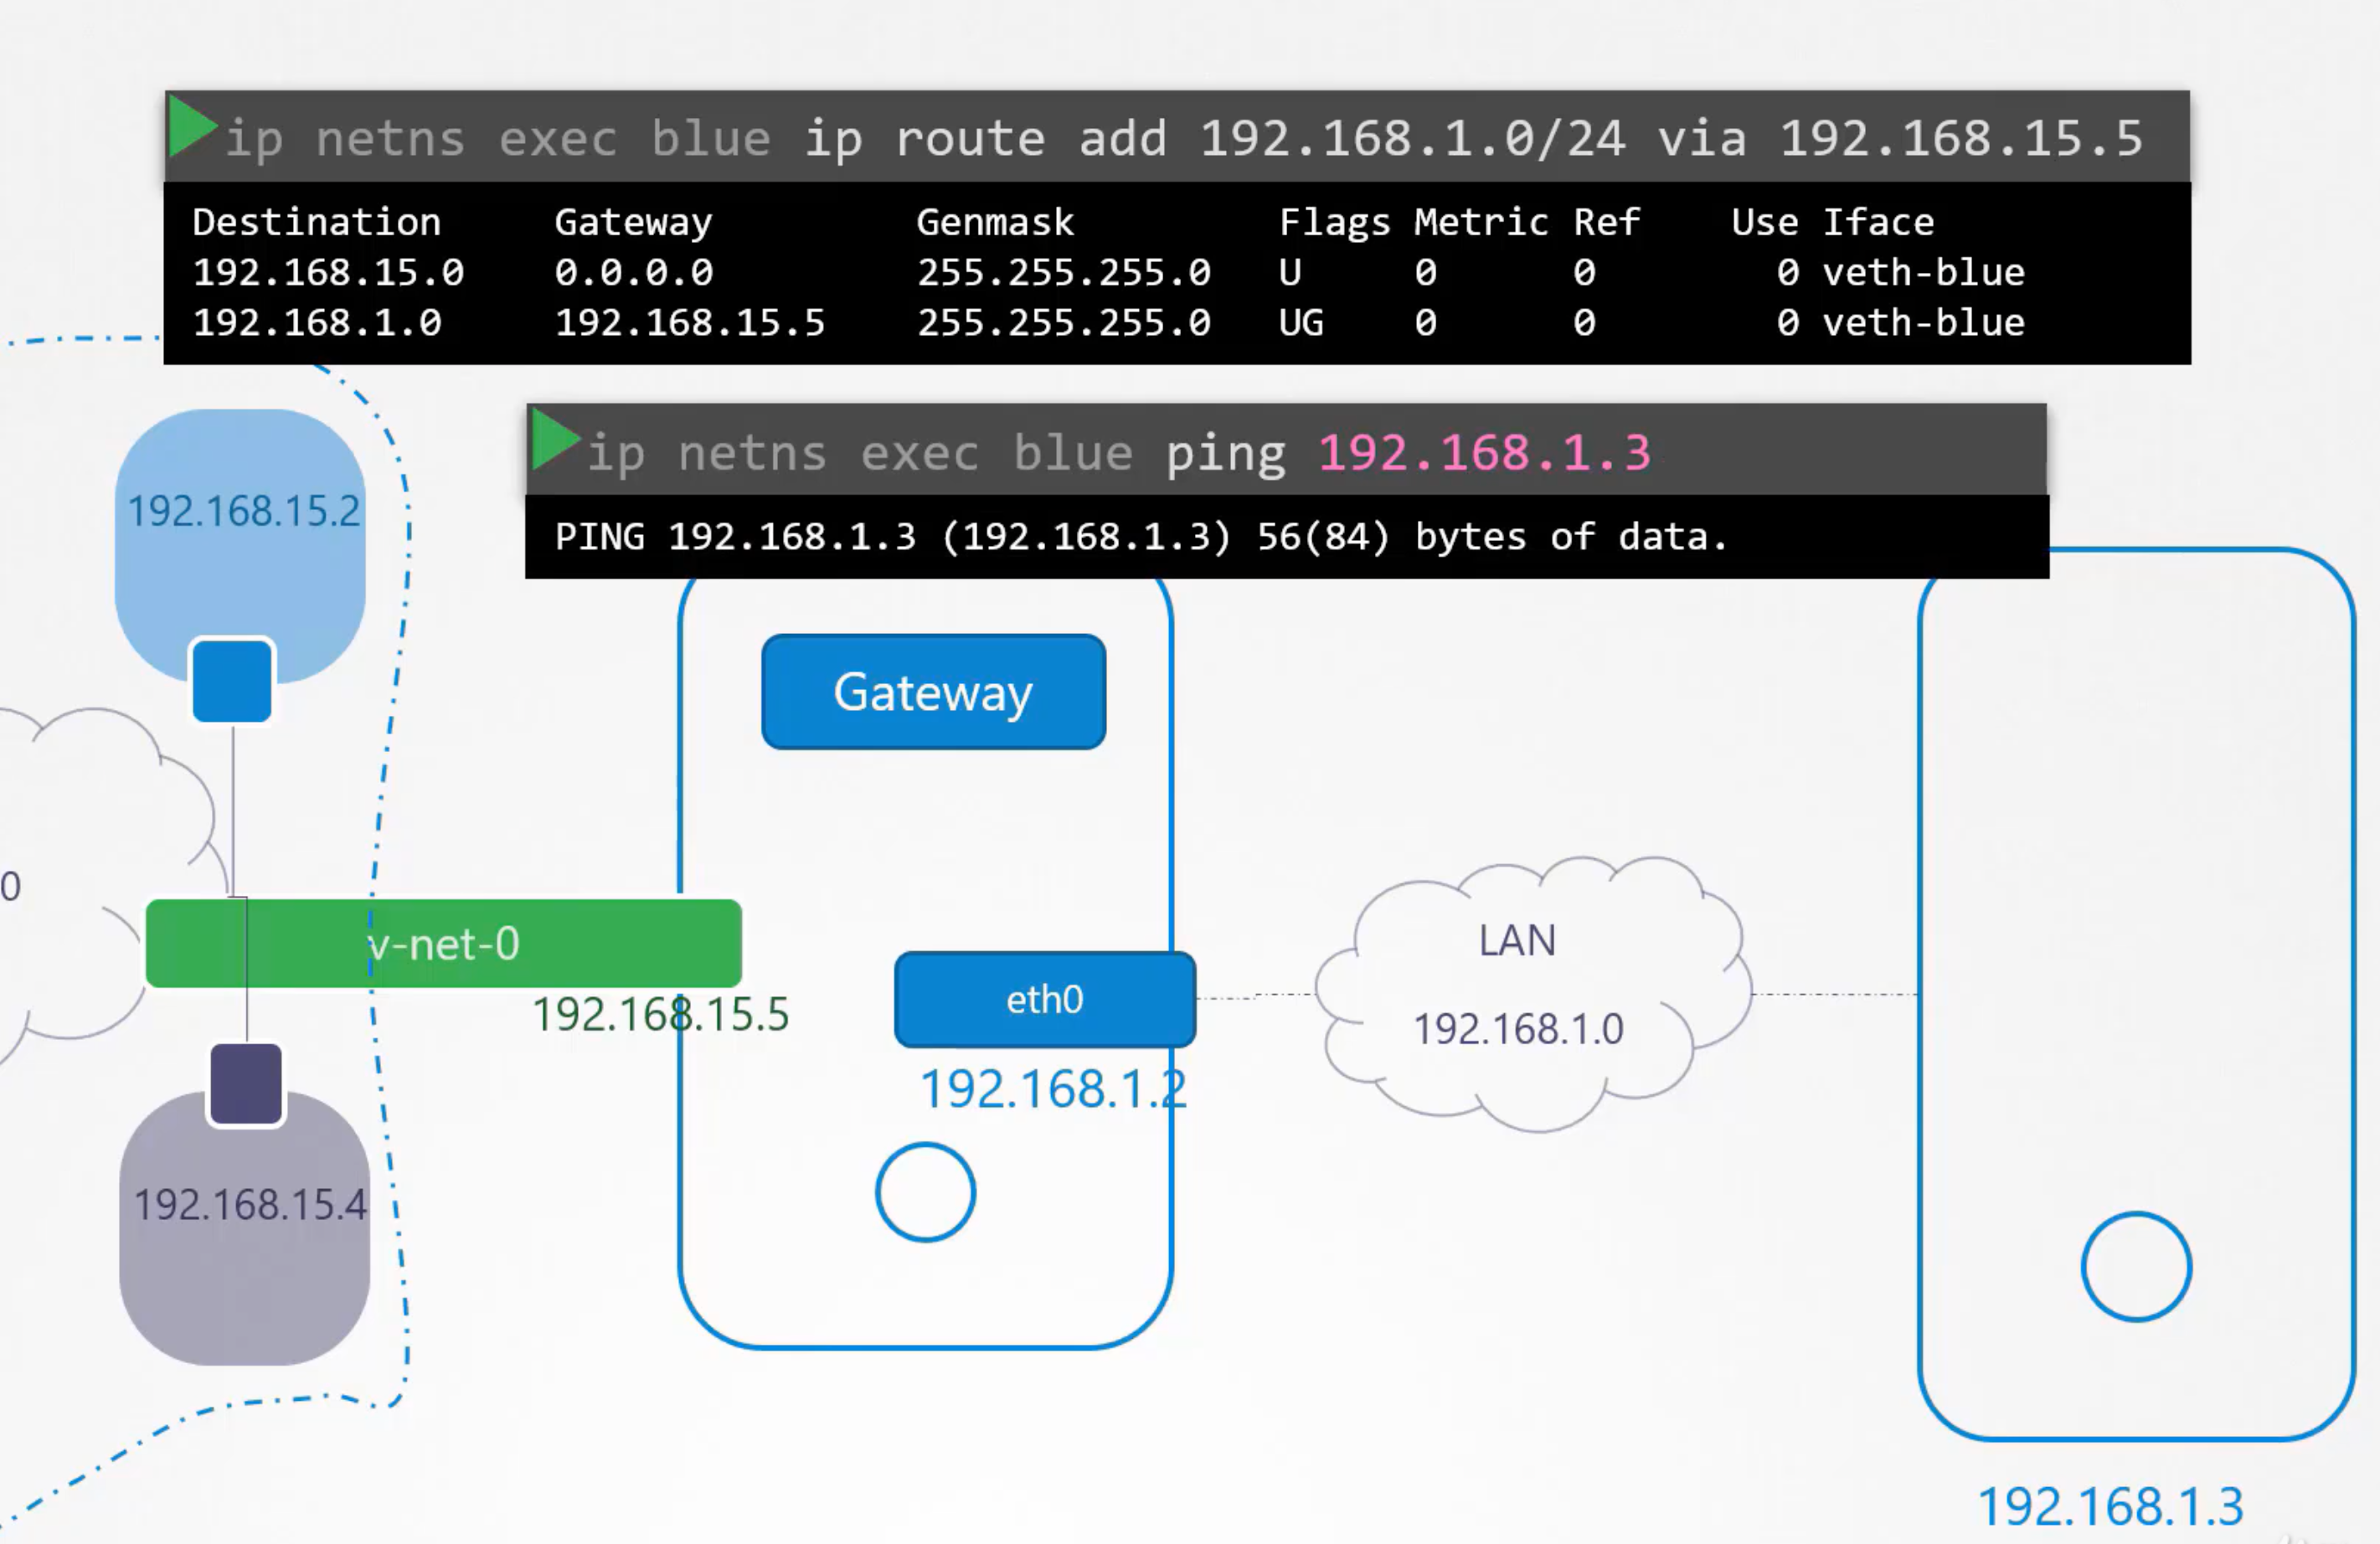 ip netns exec blue ip route add 192.168.1.0/24 via 192.168.15.5
Destination Gateway Genmask Flags Metric Ref Use Iface
192.168.15.0 0.0.0.0 255.255.255.0 U 0 0 0 veth-blue
192.168.1.0 192.168.15.5 255.255.255.0 UG 0 0 0 veth-blue
ip netns exec blue ping 192.168.1.3
PING 192.168.1.3 (192.168.1.3) 56(84) bytes of data.
192.168.15.2
Gateway
0
v-net-0
192.168.15.5
eth0
192.168.1.2
LAN
192.168.1.0
192.168.15.4
192.168.1.3